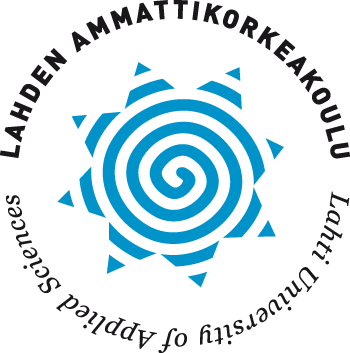 LAHDEN AMMATTIKORKEAKOULU
Lahti University of Applied Sciences